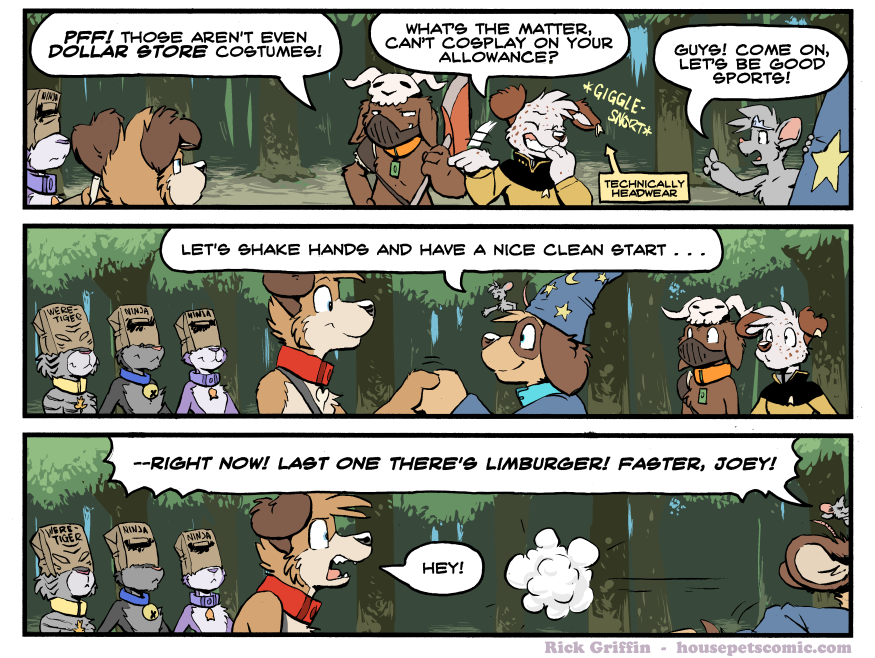 PFF! THOSE AREN'T EVEN
DOLLAR STORE COSTUMES!
WHAT'S THE MATTER,
CAN'T COSPLAY ON YOUR
ALLOWANCE?
*GIGGLE-
SNORT*
TECHNICALLY
HEADWEAR
GUYS! COME ON,
LET'S BE GOOD
SPORTS!
NINJA
LET'S SHAKE HANDS AND HAVE A NICE CLEAN START . . .
WERE-
TIGER
NINJA
NINJA
--RIGHT NOW! LAST ONE THERE'S LIMBURGER! FASTER, JOEY!
WERE-
TIGER
NINJA
NINJA
HEY!
Rick Griffin - housepetscomic.com